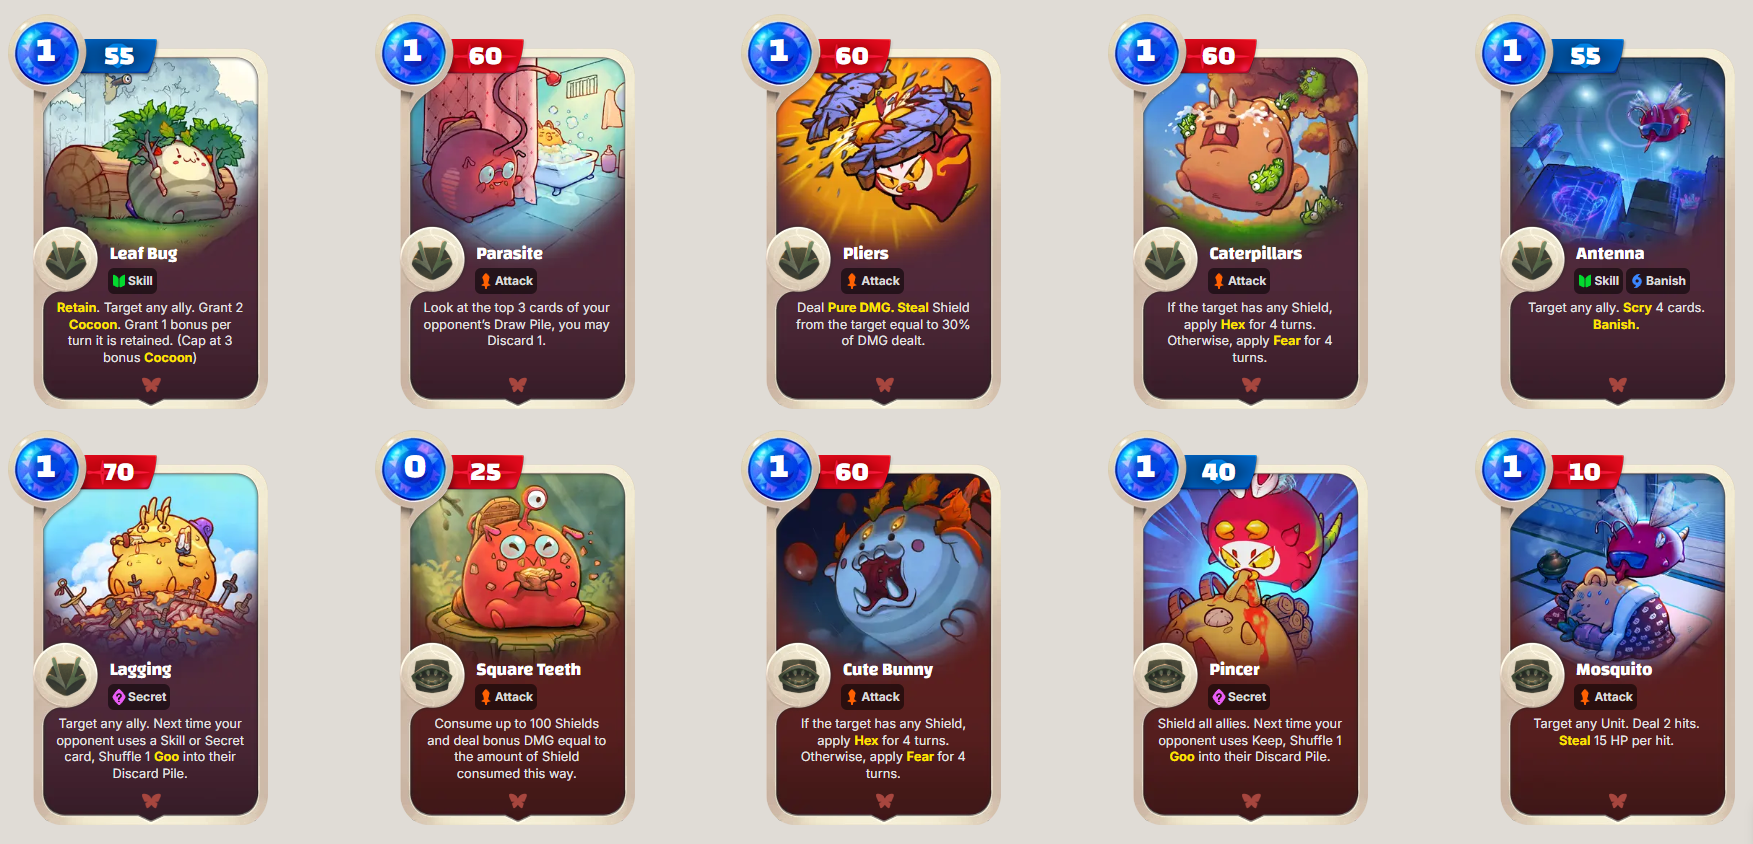 1 55
Leaf Bug
Skill
Retain. Target any ally. Grant 2
Cocoon. Grant 1 bonus per
turn it is retained. (Cap at 3
bonus Cocoon)
1 60
Parasite
Attack
Look at the top 3 cards of your
opponent's Draw Pile, you may
Discard 1.
1 60
Pliers
Attack
Deal Pure DMG. Steal Shield
from the target equal to 30%
of DMG dealt.
1 60
Caterpillars
Attack
If the target has any Shield,
apply Hex for 4 turns.
Otherwise, apply Fear for 4
turns.
1 55
Antenna
Skill Banish
Target any ally. Scry 4 cards.
Banish.
1 70
Lagging
Secret
Target any ally. Next time your
opponent uses a Skill or Secret
card, Shuffle 1 Goo into their
Discard Pile.
0 25
Square Teeth
Attack
Consume up to 100 Shields
and deal bonus DMG equal to
the amount of Shield
consumed this way.
1 60
Cute Bunny
Attack
If the target has any Shield,
apply Hex for 4 turns.
Otherwise, apply Fear for 4
turns.
1 40
Pincer
Secret
Shield all allies. Next time your
opponent uses Keep, Shuffle 1
Goo into their Discard Pile.
1 10
Mosquito
Attack
Target any Unit. Deal 2 hits.
Steal 15 HP per hit.